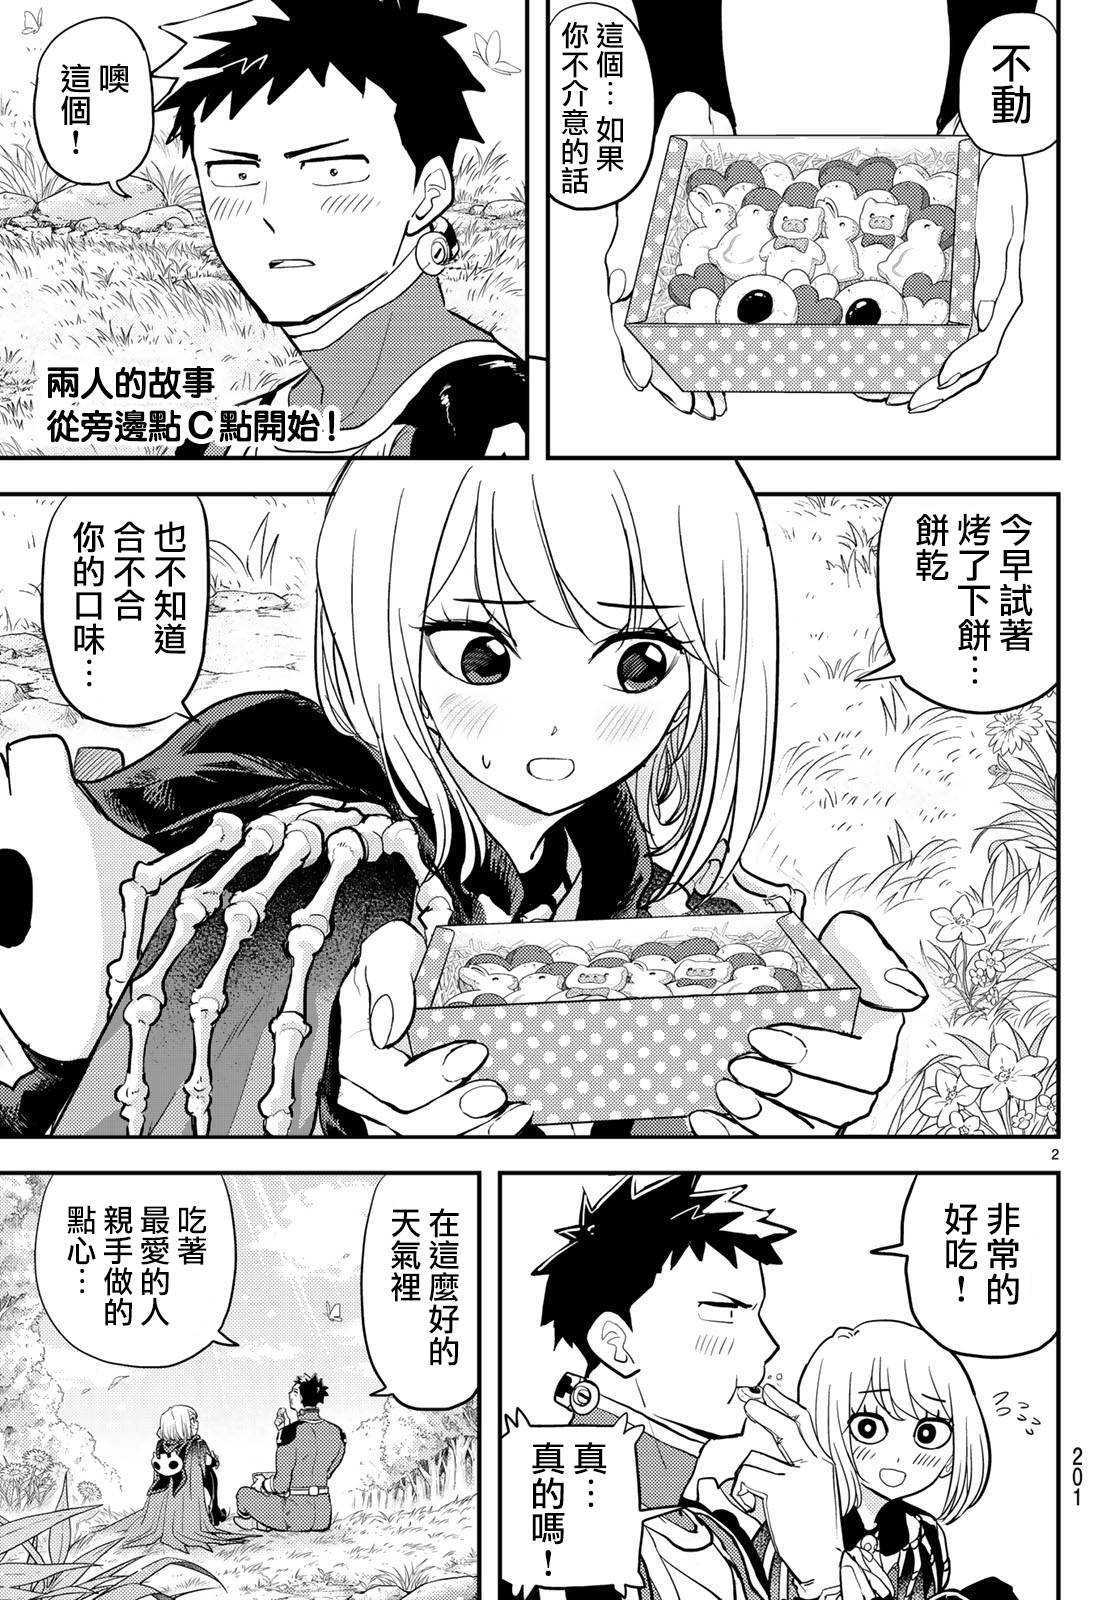 不動
這個…如果
你不介意的話
噢
這個！
兩人的故事
從旁邊點C點開始！
今早試著
烤了下餅…
餅乾
也不知道
合不合
你的口味…
2
非常的
好吃！
真…
真的嗎！
在這麼好的
天氣裡
吃著
最愛的人
親手做的
點心…
201